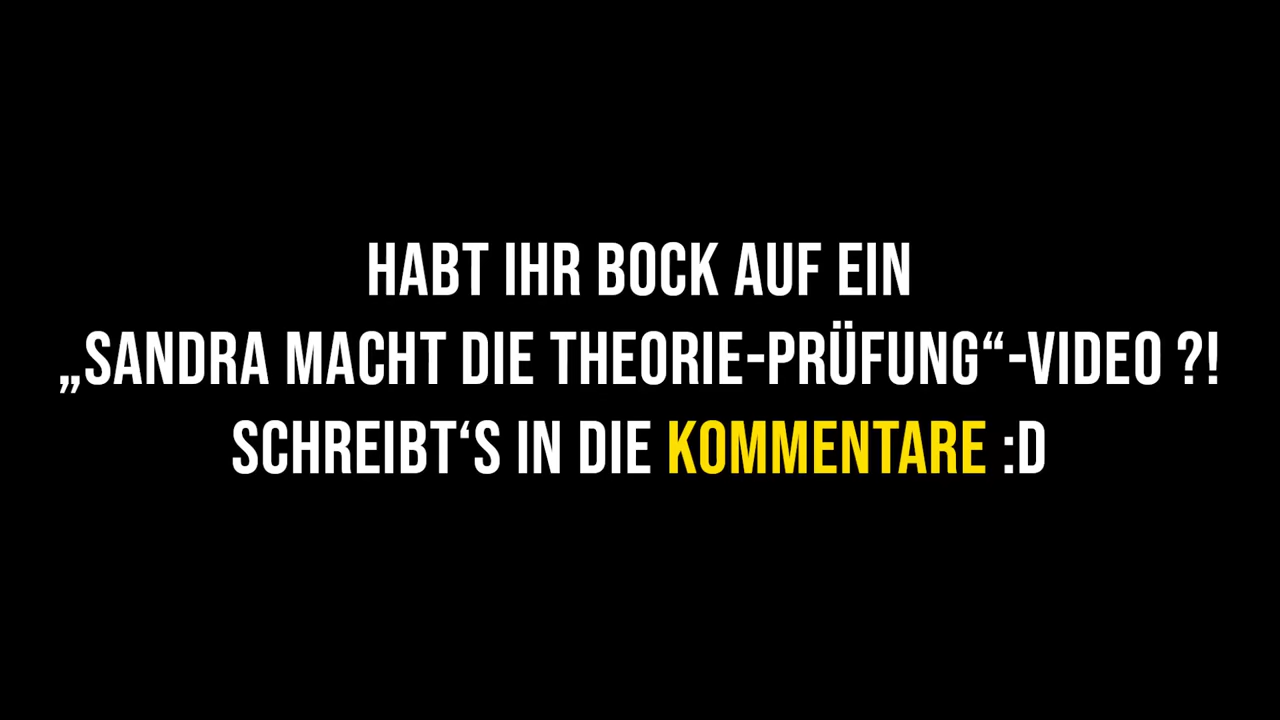 HABT IHR BOCK AUF EIN
„SANDRA MACHT DIE THEORIE-PRÜFUNG“-VIDEO ?!
SCHREIBT‘S IN DIE KOMMENTARE :D